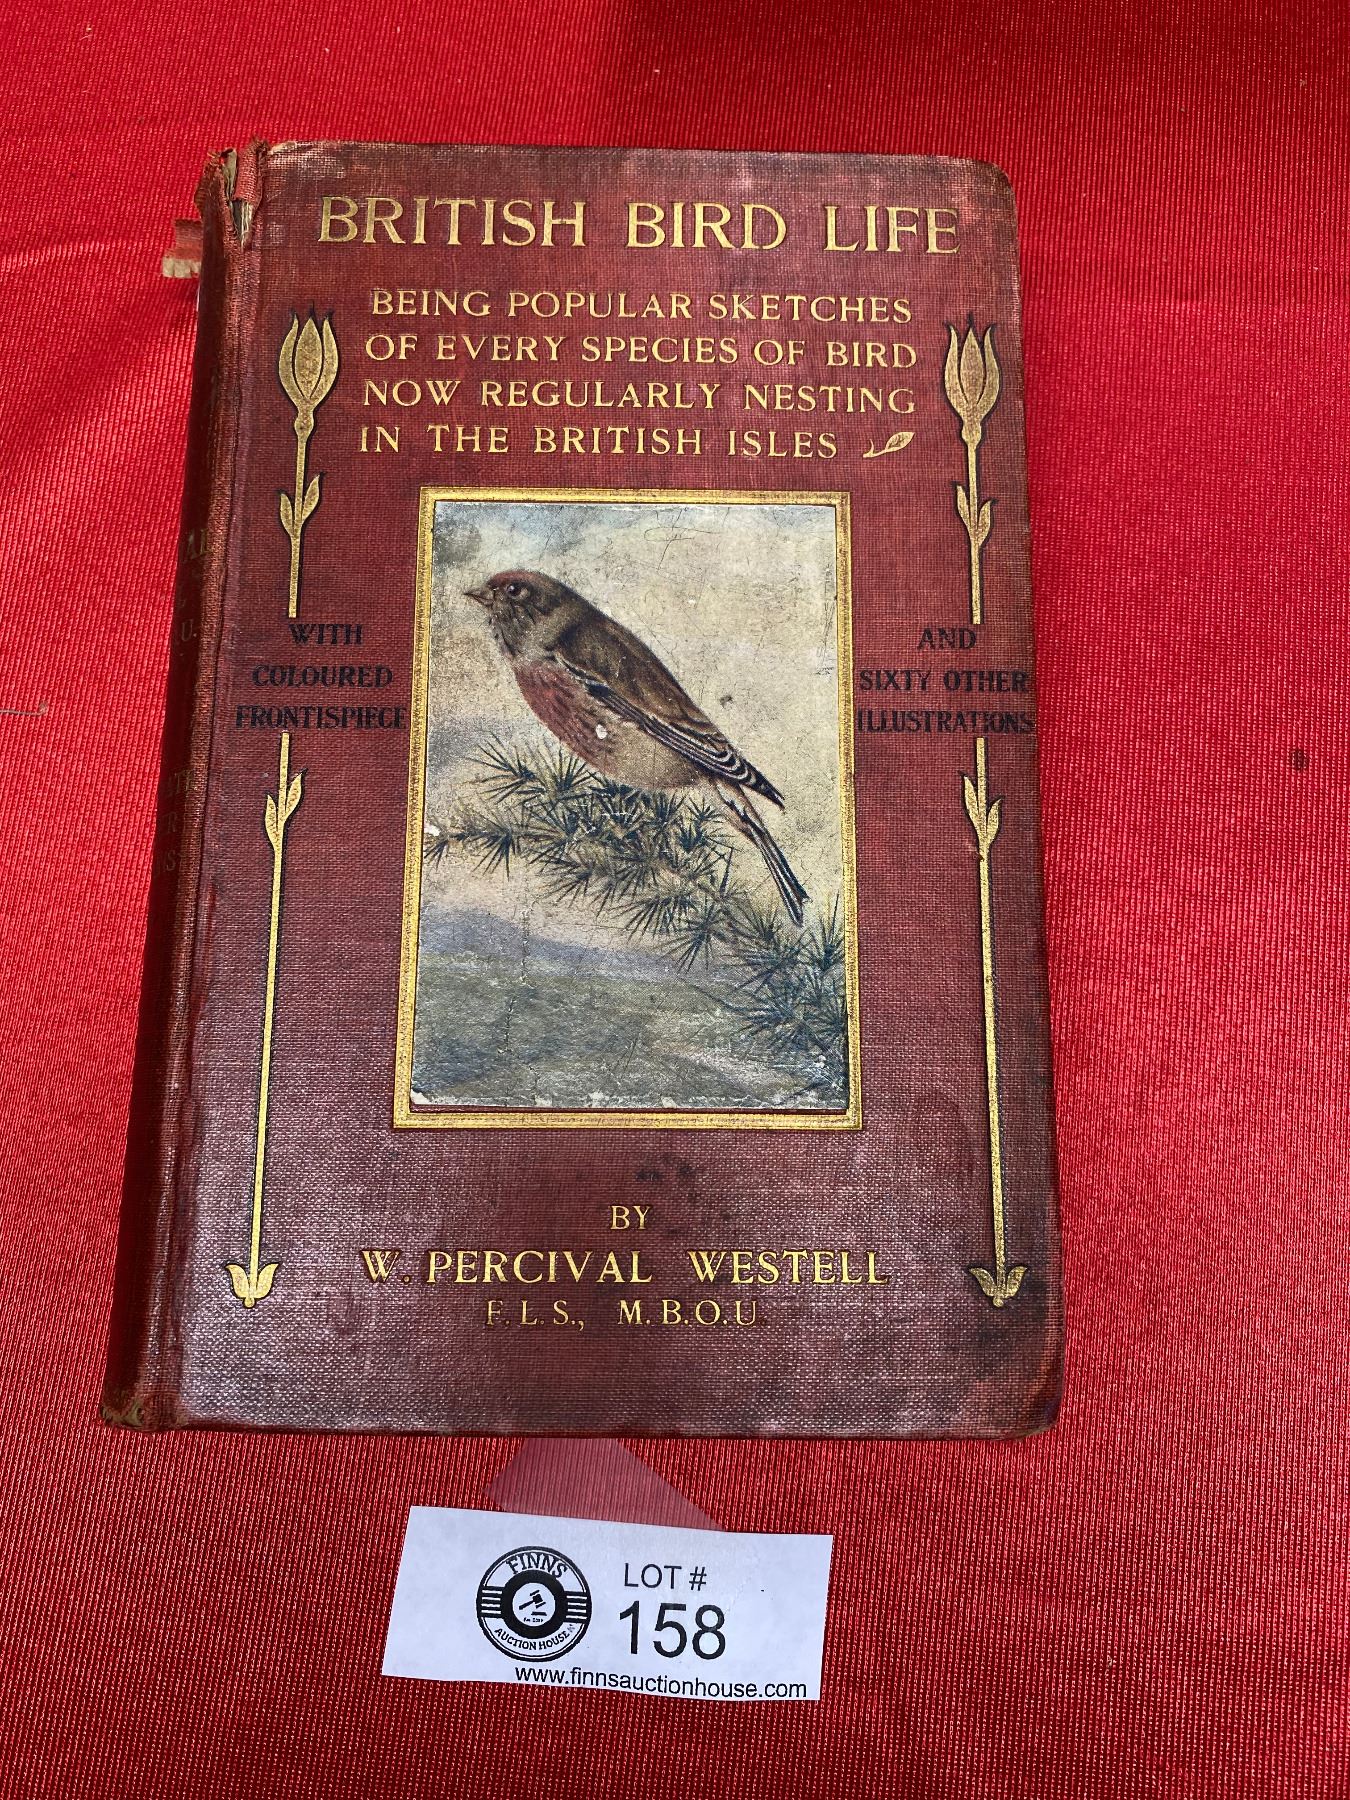 BRITISH BIRD LIFE
BEING POPULAR SKETCHES
OF EVERY SPECIES OF BIRD
NOW REGULARLY NESTING
IN THE BRITISH ISLES
WITH
COLOURED
FRONTISPIECE
AND
SIXTY OTHER
ILLUSTRATIONS
BY
W. PERCIVAL WESTELL
F.L.S., M.B.O.U.
FINNS
AUCTION HOUSE
LOT #
158
www.finnsauctionhouse.com